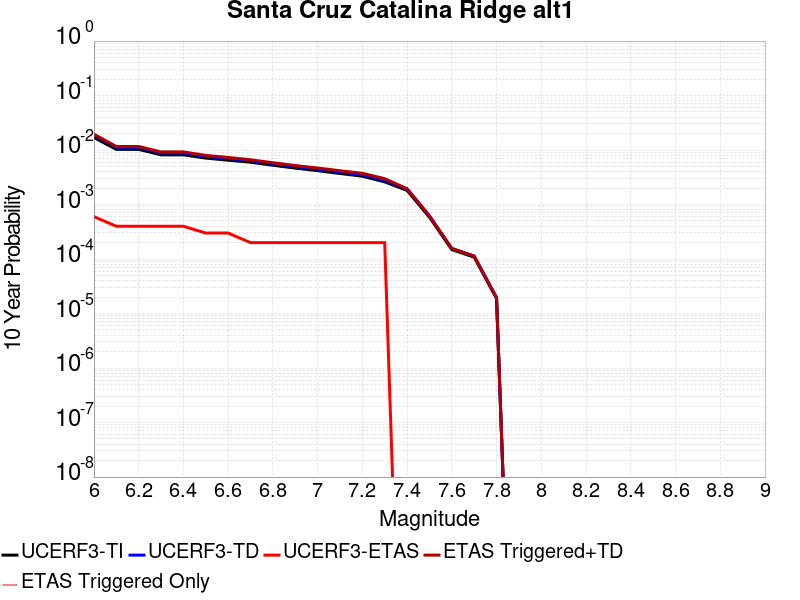 Santa Cruz Catalina Ridge alt1
10^0
10^-1
10^-2
10^-3
10^-4
10^-5
10^-6
10^-7
10^-8
10 Year Probability
6 6.2 6.4 6.6 6.8 7 7.2 7.4 7.6 7.8 8 8.2 8.4 8.6 8.8 9
Magnitude
UCERF3-TI UCERF3-TD UCERF3-ETAS ETAS Triggered+TD
ETAS Triggered Only